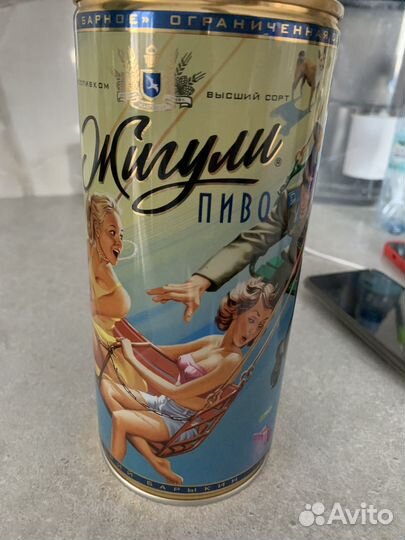 БАРНОЕ» ОГРАНИЧЕННАЯ
ВЫСШИЙ СОРТ
Жигули®
ПИВО
БАРЫКИН
Avito